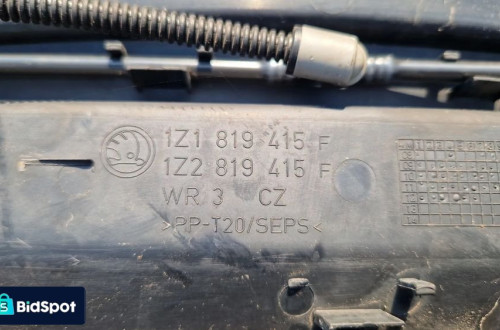 1Z1 819 415 F
1Z2 819 415 F
WR 3 CZ
>PP-T20/SEPS<
BidSpot